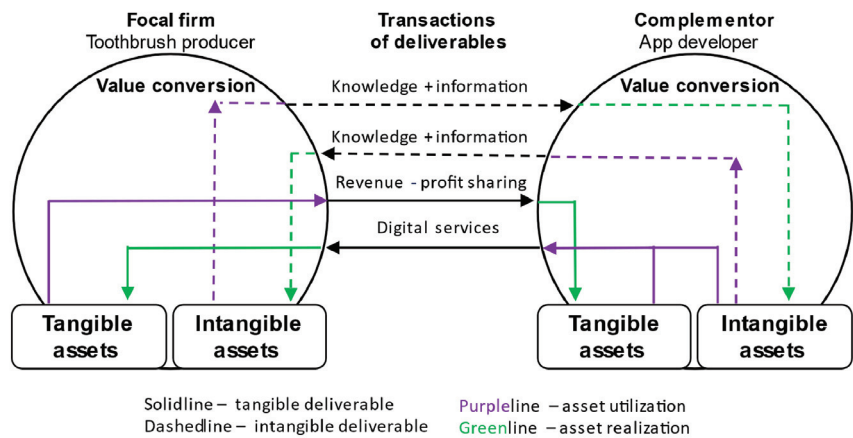 Focal firm
Toothbrush producer
Transactions
of deliverables
Complementor
App developer
Value conversion
Value conversion
Knowledge + information
Knowledge + information
Revenue - profit sharing
Digital services
Tangible
assets
Intangible
assets
Tangible
assets
Intangible
assets
Solidline – tangible deliverable
Dashedline – intangible deliverable
Purpleline – asset utilization
Greenline – asset realization